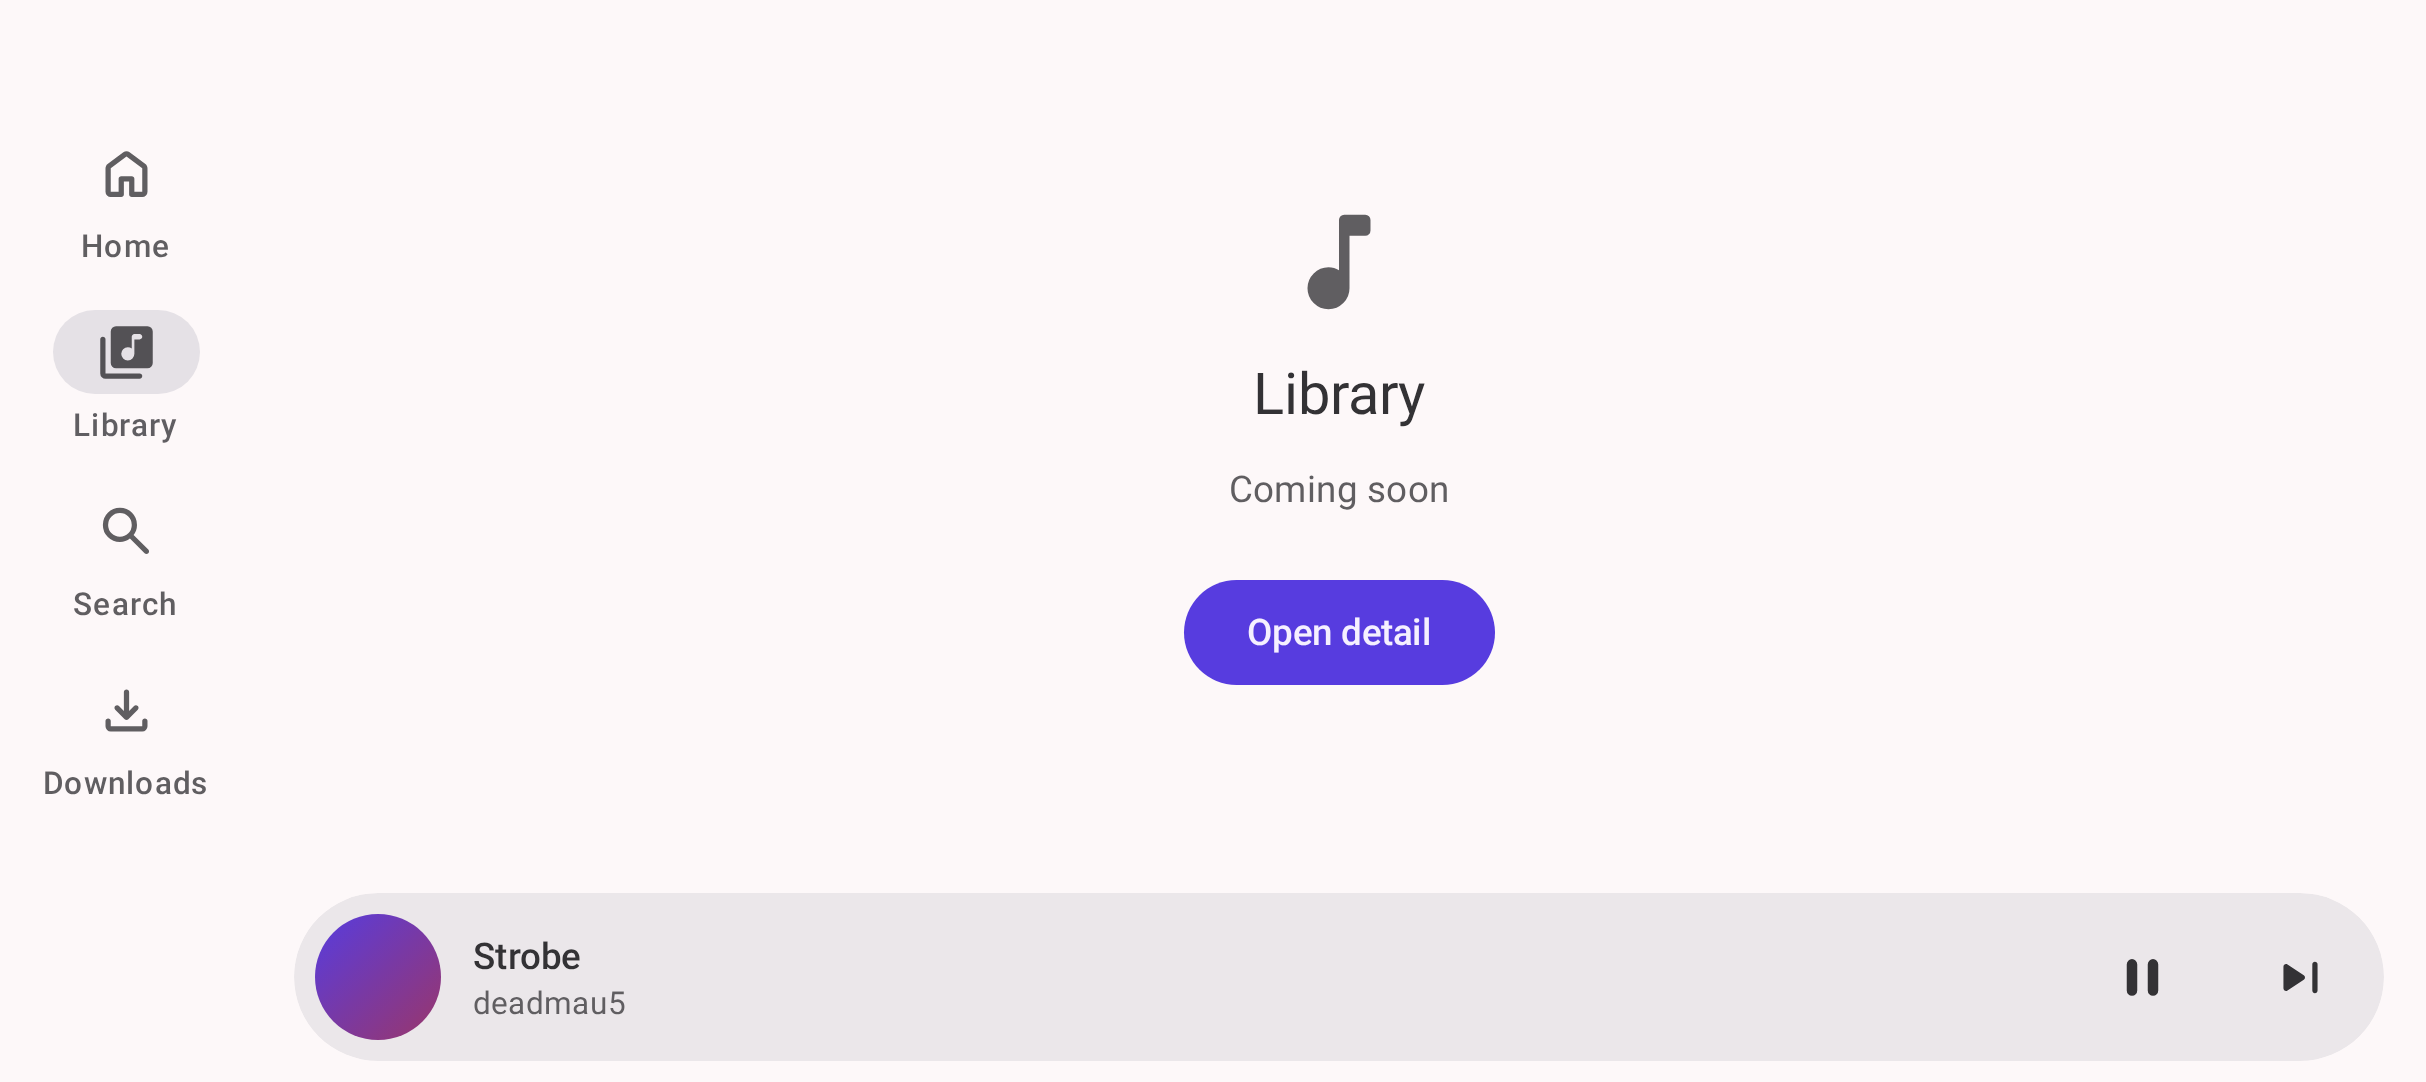 Home
Library
Search
Downloads
Library
Coming soon
Open detail
Strobe
deadmau5